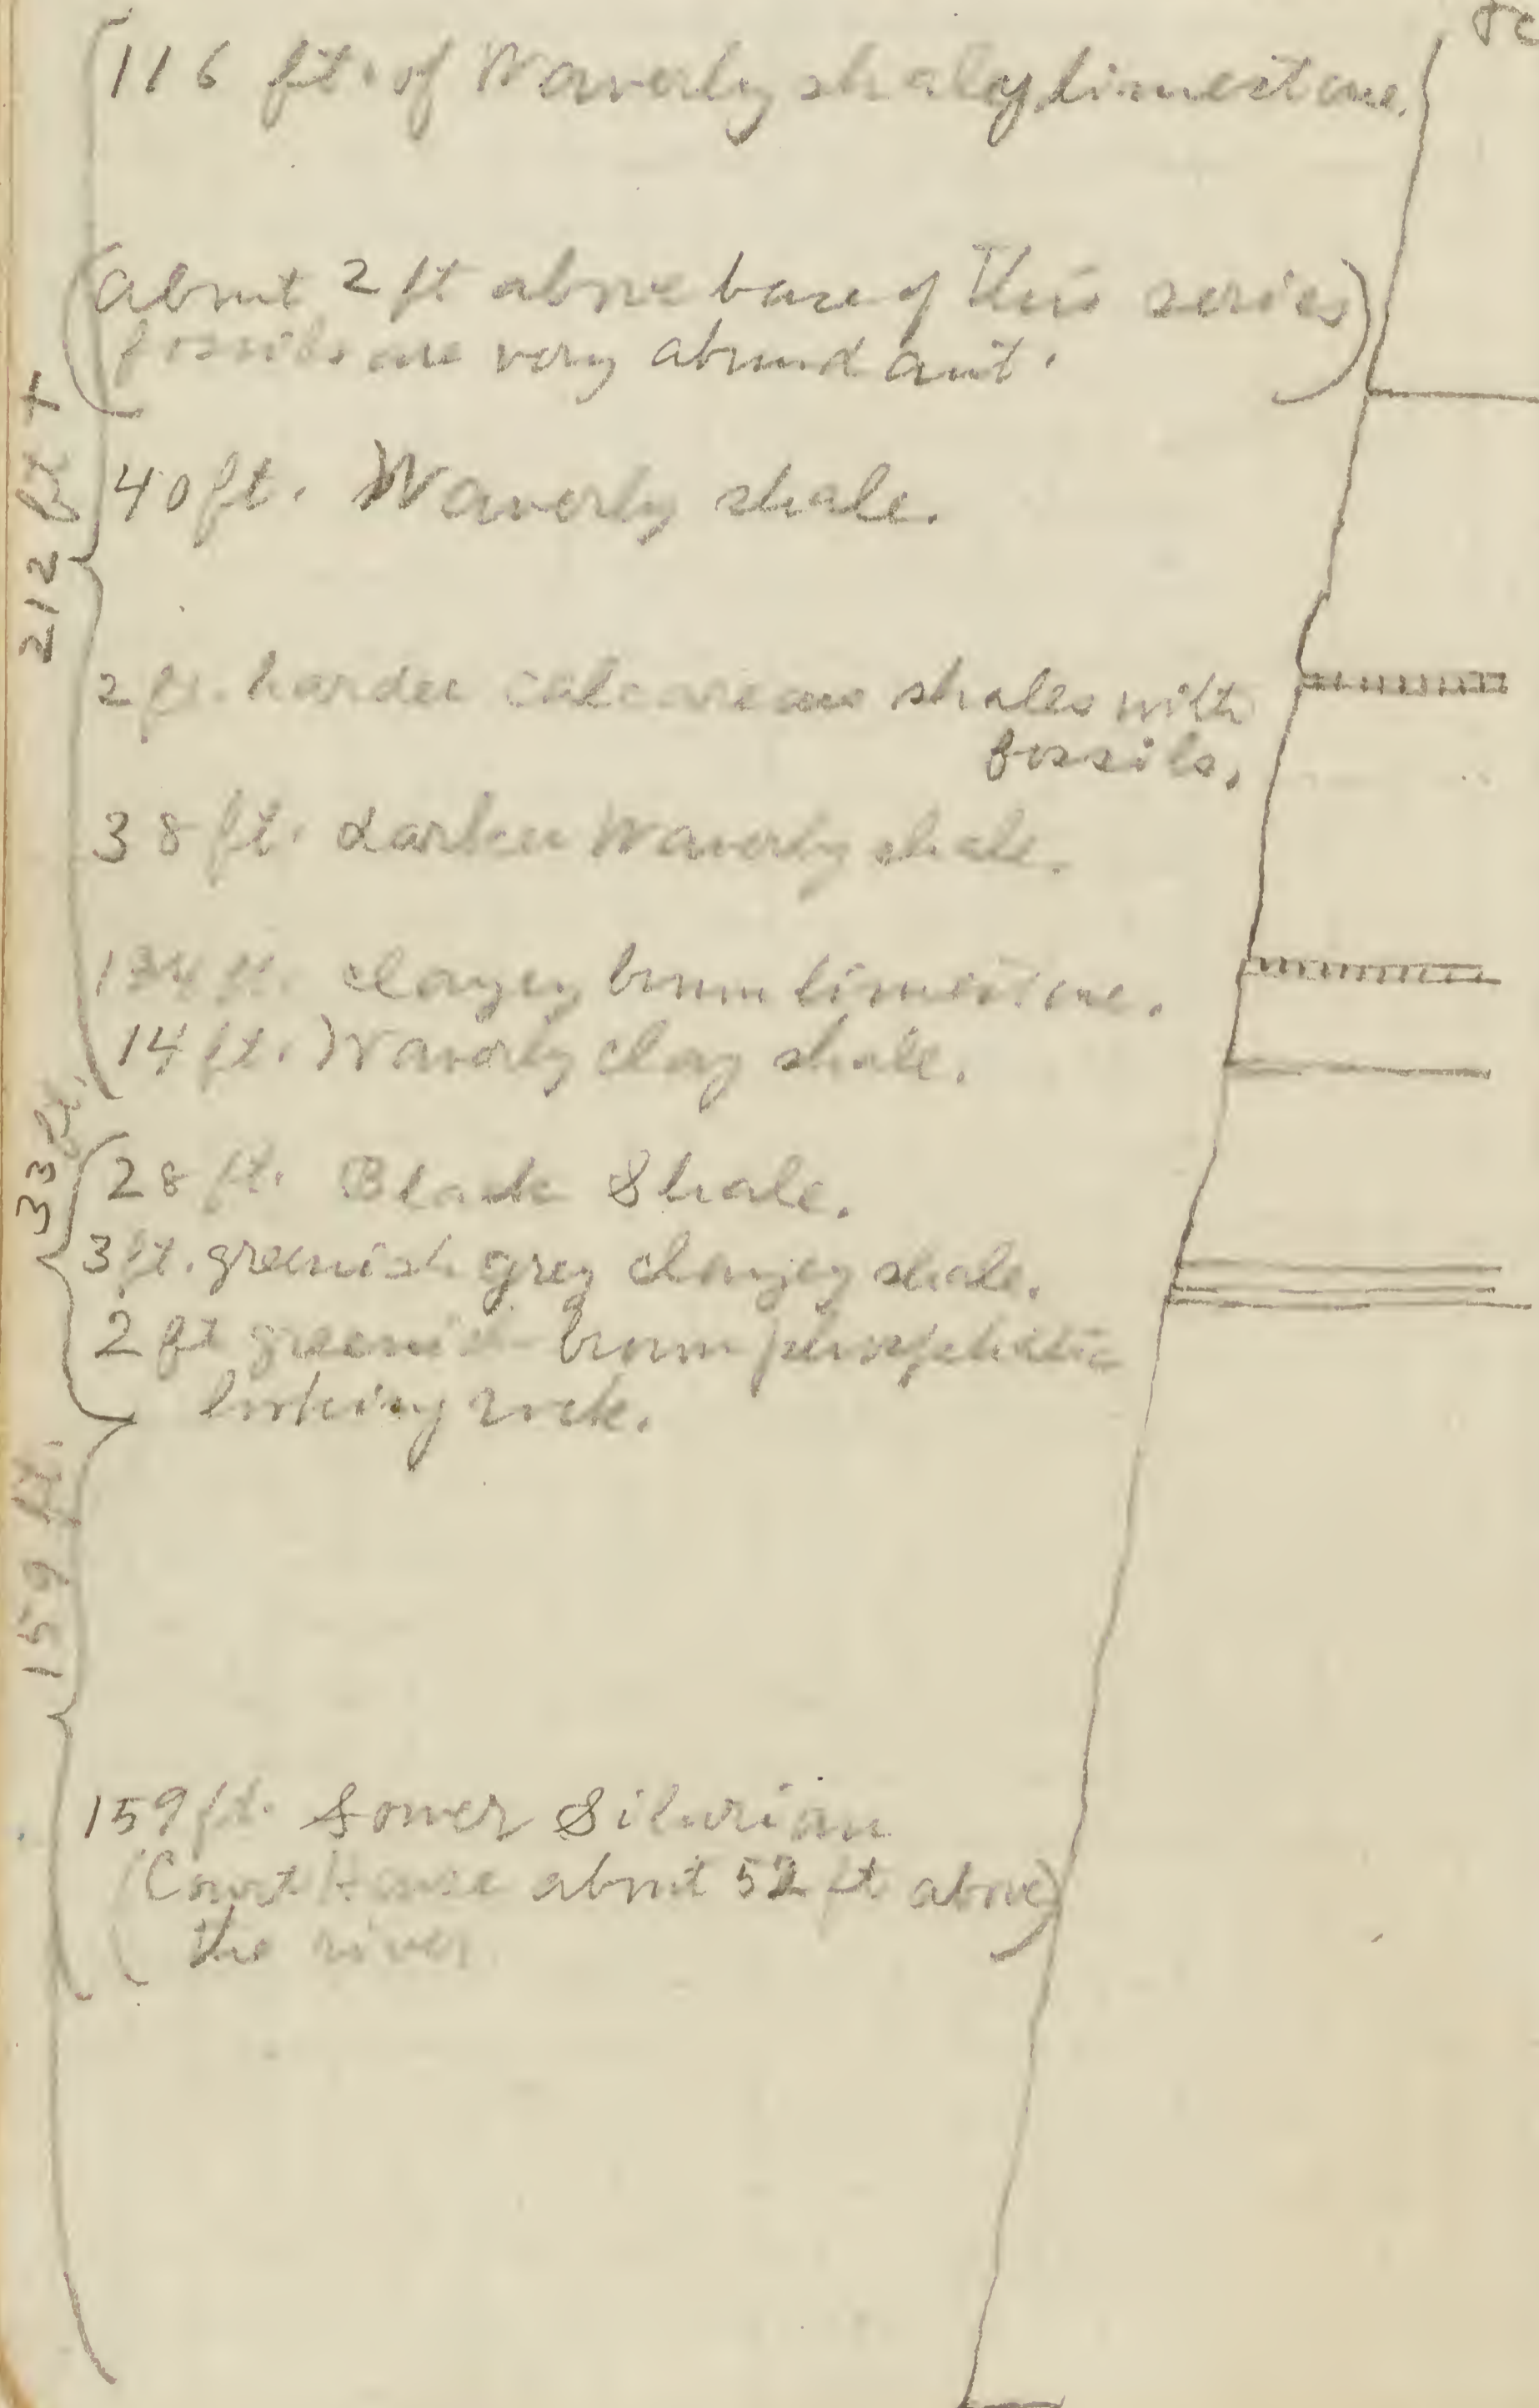 116 ft. of Waverly shaly limestone.
(about 2 ft above base of this series
fossils are very abundant.)
212 ft +
40 ft. Waverly shale.
2 ft. harder calcareous shales with
fossils.
38 ft. darker Waverly shale.
ft. clayey brown limestone.
14 ft. Waverly clay shale.
33 ft.
28 ft. Black Shale.
3 ft. greenish grey clayey shale.
2 ft greenish brown phosphatic
looking rock.
159 ft.
159 ft. Lower Silurian
(Court House about 52 ft above
the river)